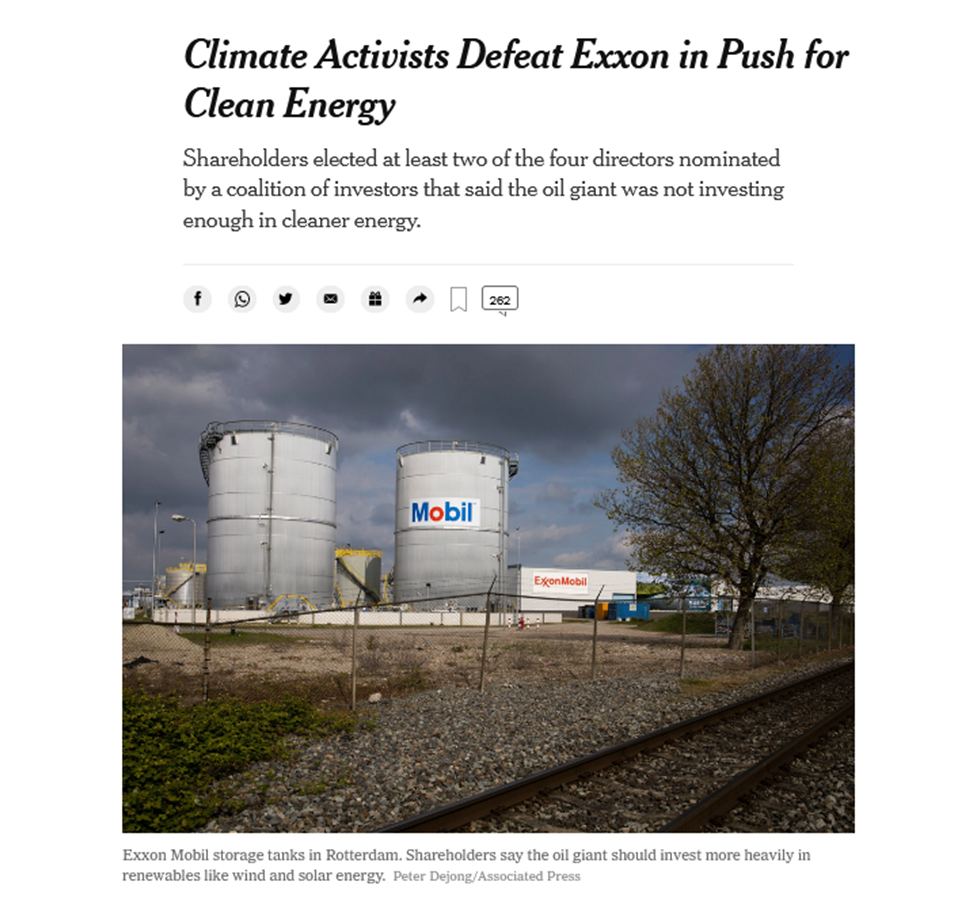 Climate Activists Defeat Exxon in Push for
Clean Energy
Shareholders elected at least two of the four directors nominated
by a coalition of investors that said the oil giant was not investing
enough in cleaner energy.
262
Mobil
ExxonMobil
Exxon Mobil storage tanks in Rotterdam. Shareholders say the oil giant should invest more heavily in
renewables like wind and solar energy. Peter Dejong/Associated Press